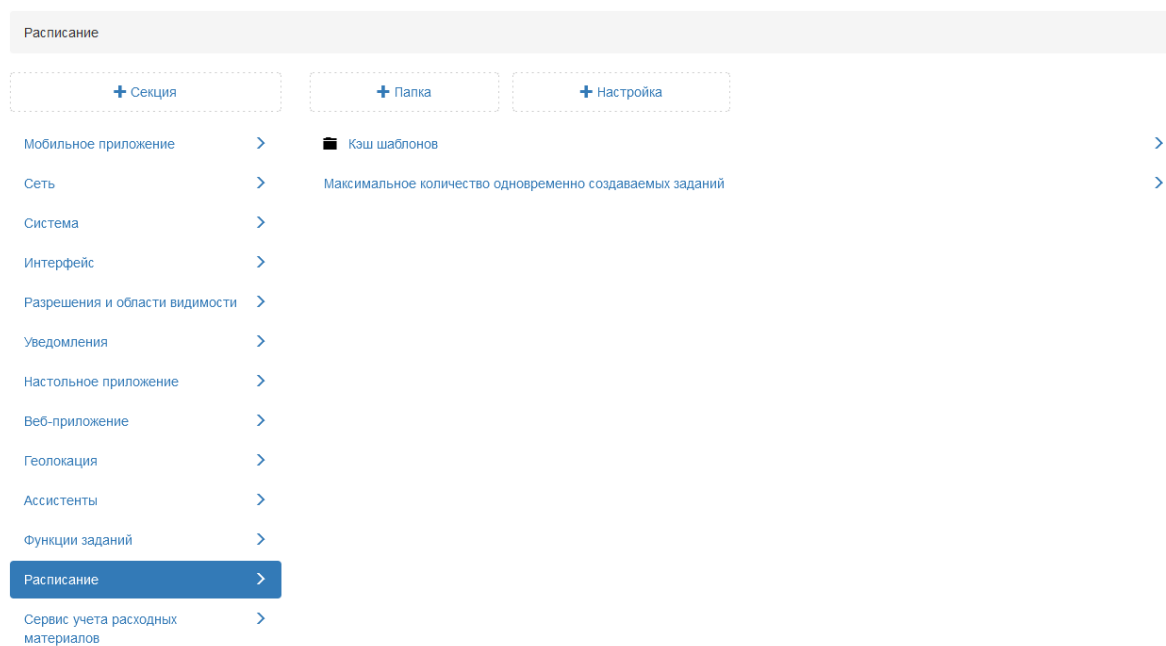 Расписание
Секция
Папка
Настройка
Мобильное приложение
Сеть
Система
Интерфейс
Разрешения и области видимости
Уведомления
Настольное приложение
Веб-приложение
Геолокация
Ассистенты
Функции заданий
Расписание
Сервис учета расходных
материалов
Кэш шаблонов
Максимальное количество одновременно создаваемых заданий